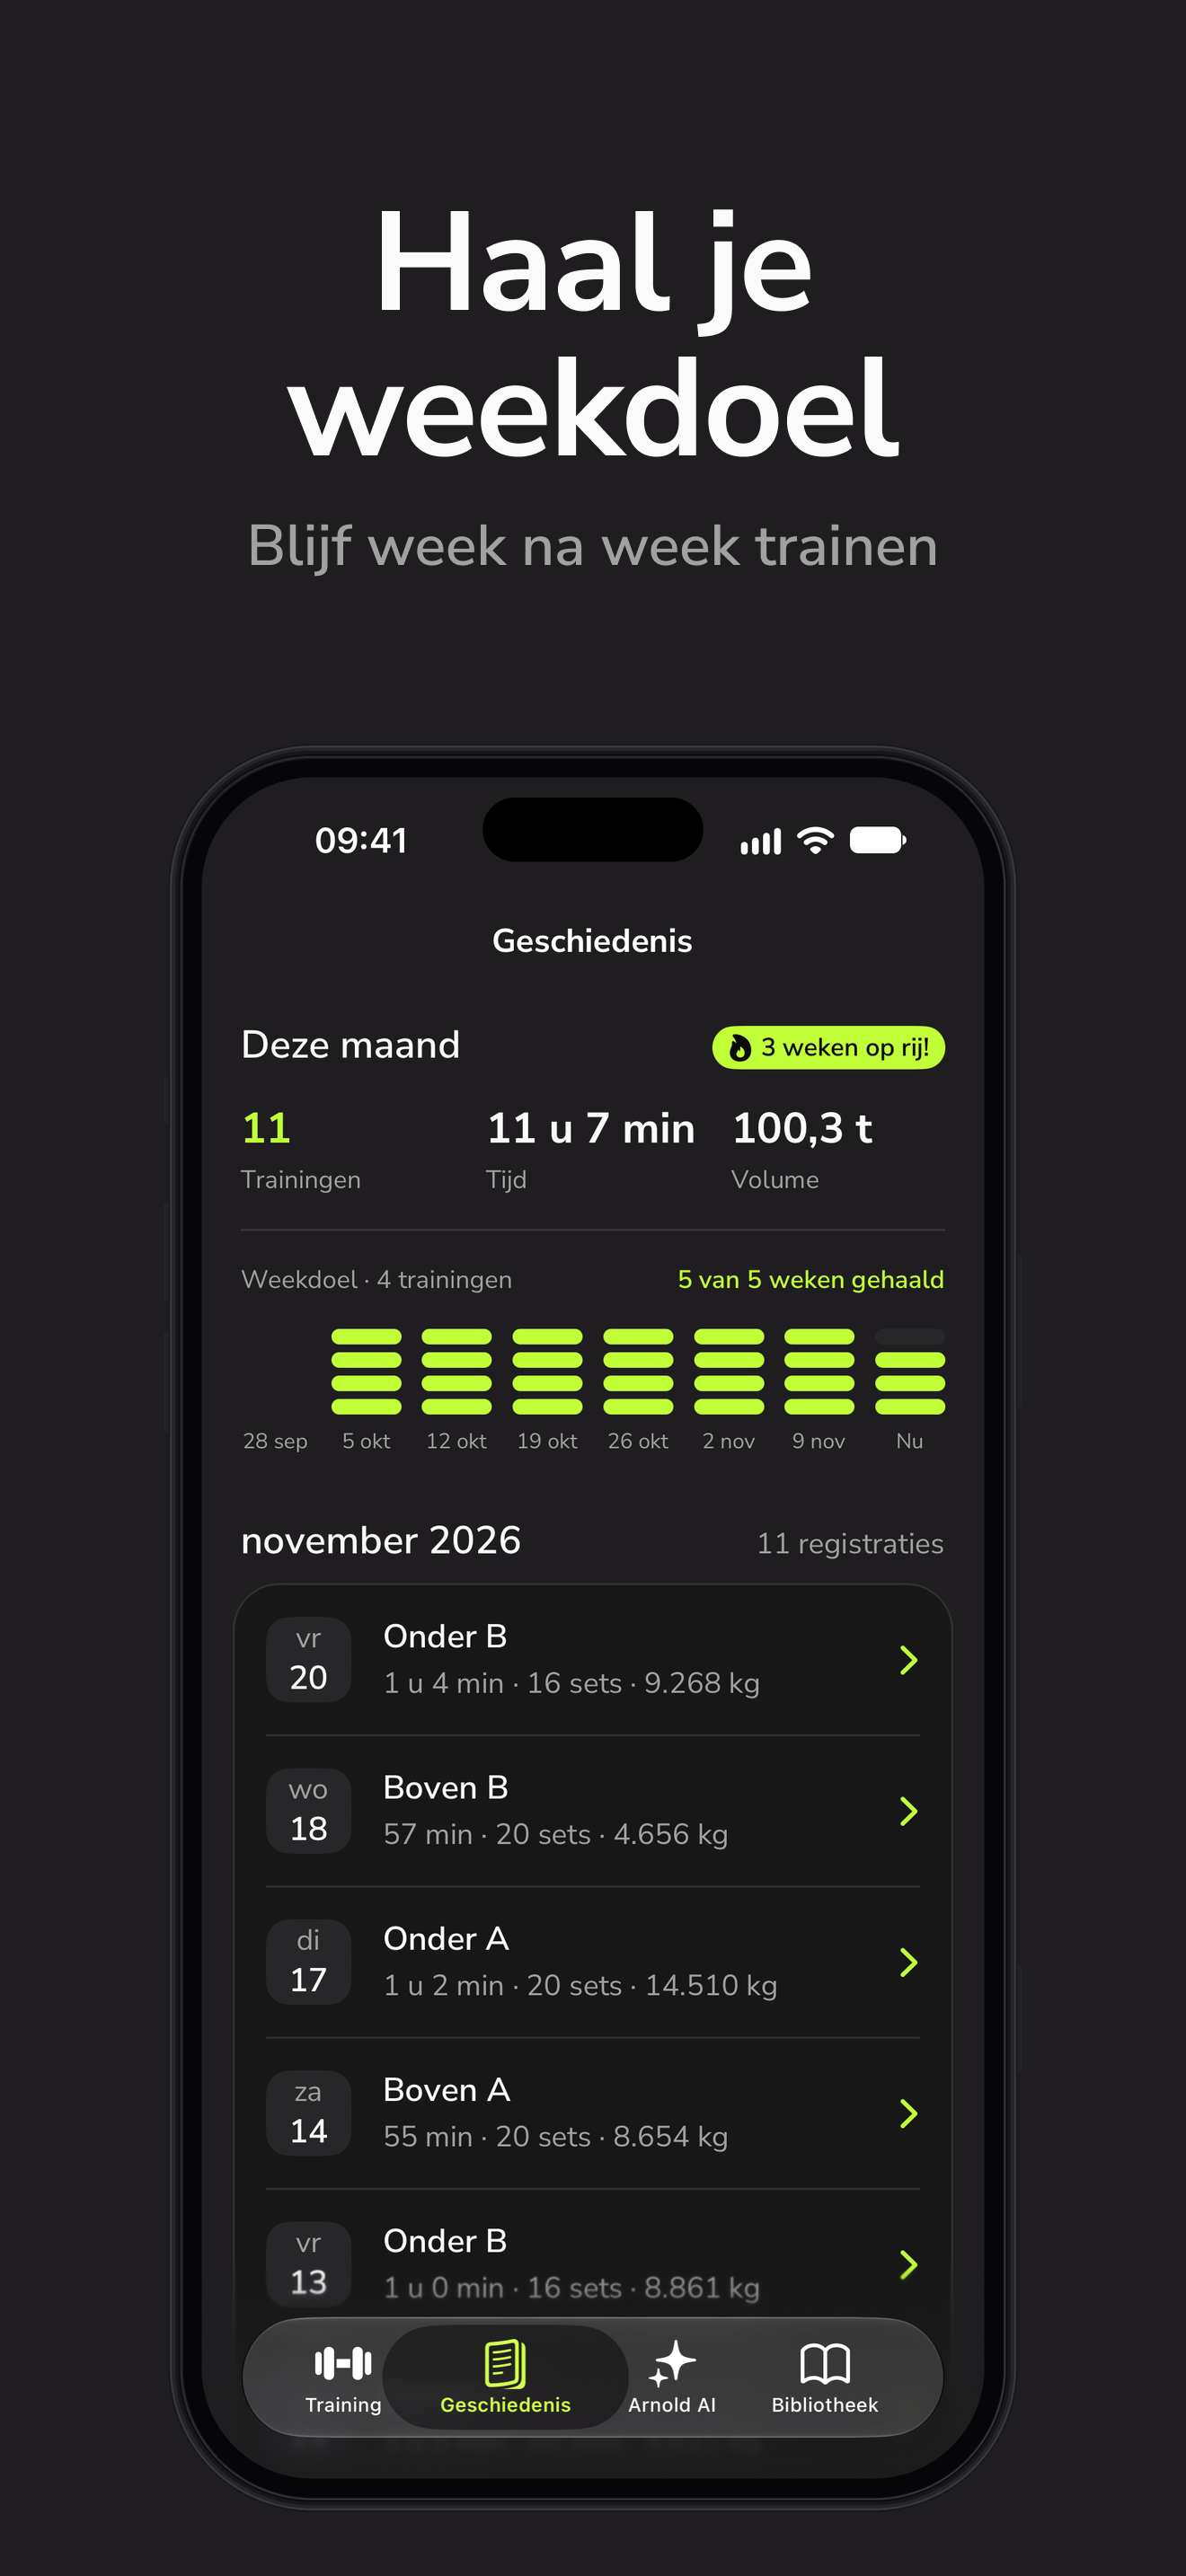 Haal je
weekdoel
Blijf week na week trainen
09:41
Geschiedenis
Deze maand
3 weken op rij!
11
11 u 7 min
100,3 t
Trainingen
Tijd
Volume
Weekdoel · 4 trainingen
5 van 5 weken gehaald
28 sep
5 okt
12 okt
19 okt
26 okt
2 nov
9 nov
Nu
november 2026
11 registraties
vr
20
Onder B
1 u 4 min · 16 sets · 9.268 kg
wo
18
Boven B
57 min · 20 sets · 4.656 kg
di
17
Onder A
1 u 2 min · 20 sets · 14.510 kg
za
14
Boven A
55 min · 20 sets · 8.654 kg
vr
13
Onder B
1 u 0 min · 16 sets · 8.861 kg
Training
Geschiedenis
Arnold AI
Bibliotheek